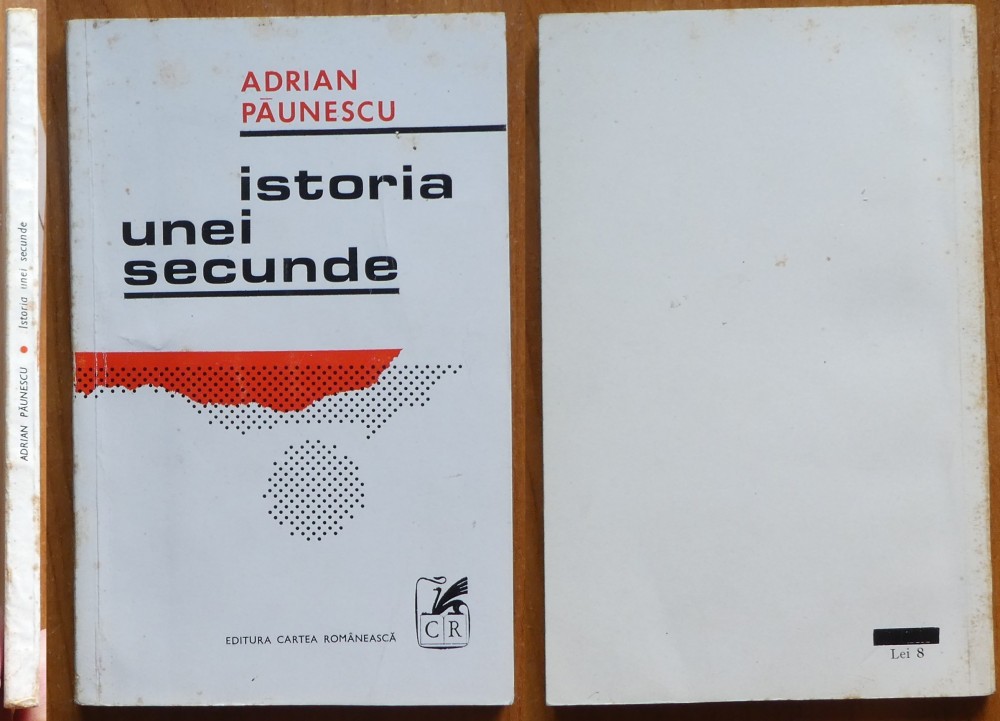 ADRIAN PĂUNESCU • Istoria unei secunde
ADRIAN
PĂUNESCU
istoria
unei
secunde
CR
EDITURA CARTEA ROMÂNEASCĂ
Lei 8